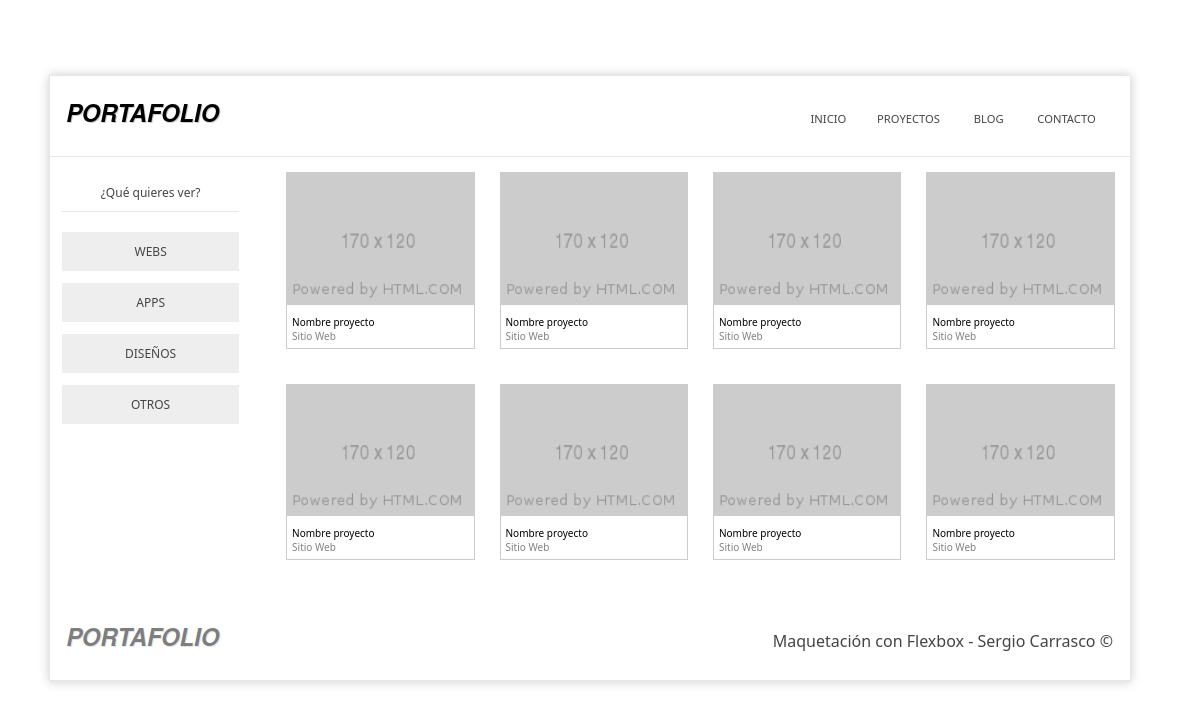 PORTAFOLIO
INICIO PROYECTOS BLOG CONTACTO
¿Qué quieres ver?
WEBS
APPS
DISEÑOS
OTROS
170 x 120
Powered by HTML.COM
Nombre proyecto
Sitio Web
170 x 120
Powered by HTML.COM
Nombre proyecto
Sitio Web
170 x 120
Powered by HTML.COM
Nombre proyecto
Sitio Web
170 x 120
Powered by HTML.COM
Nombre proyecto
Sitio Web
170 x 120
Powered by HTML.COM
Nombre proyecto
Sitio Web
170 x 120
Powered by HTML.COM
Nombre proyecto
Sitio Web
170 x 120
Powered by HTML.COM
Nombre proyecto
Sitio Web
170 x 120
Powered by HTML.COM
Nombre proyecto
Sitio Web
PORTAFOLIO
Maquetación con Flexbox - Sergio Carrasco ©